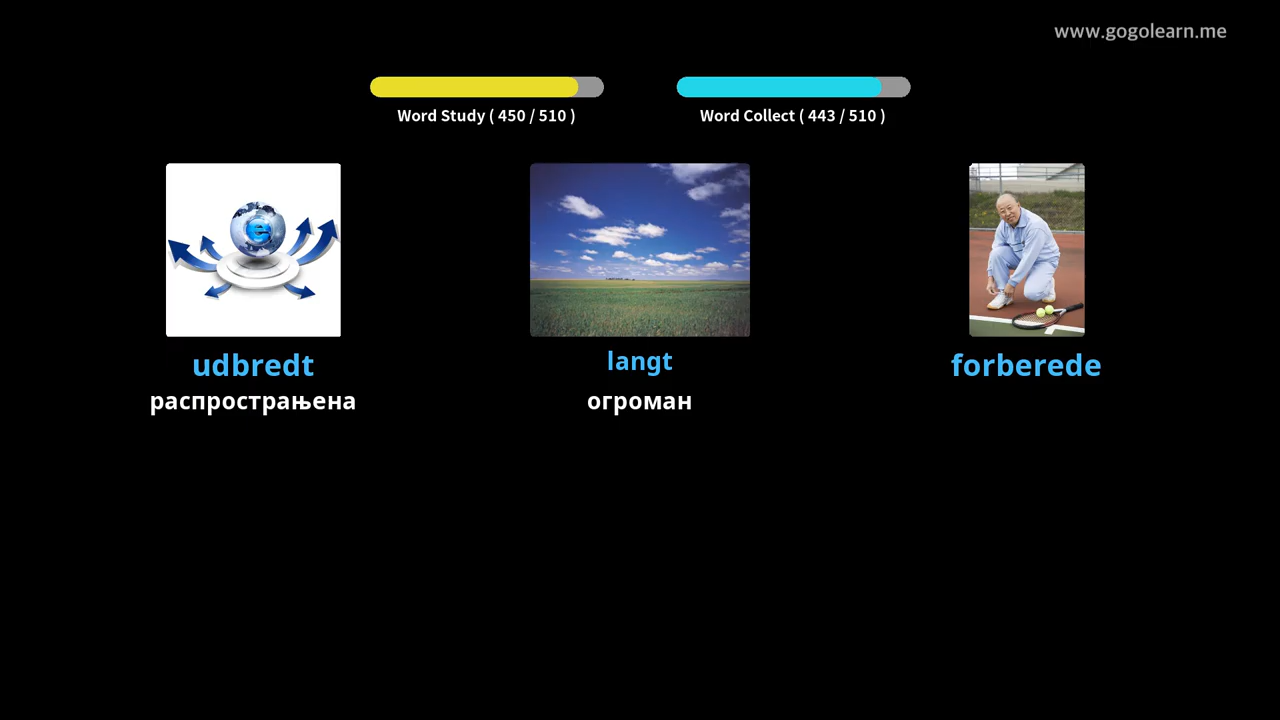 www.gogolearn.me
Word Study ( 450 / 510 )
Word Collect ( 443 / 510 )
udbredt
распрострањена
langt
огроман
forberede